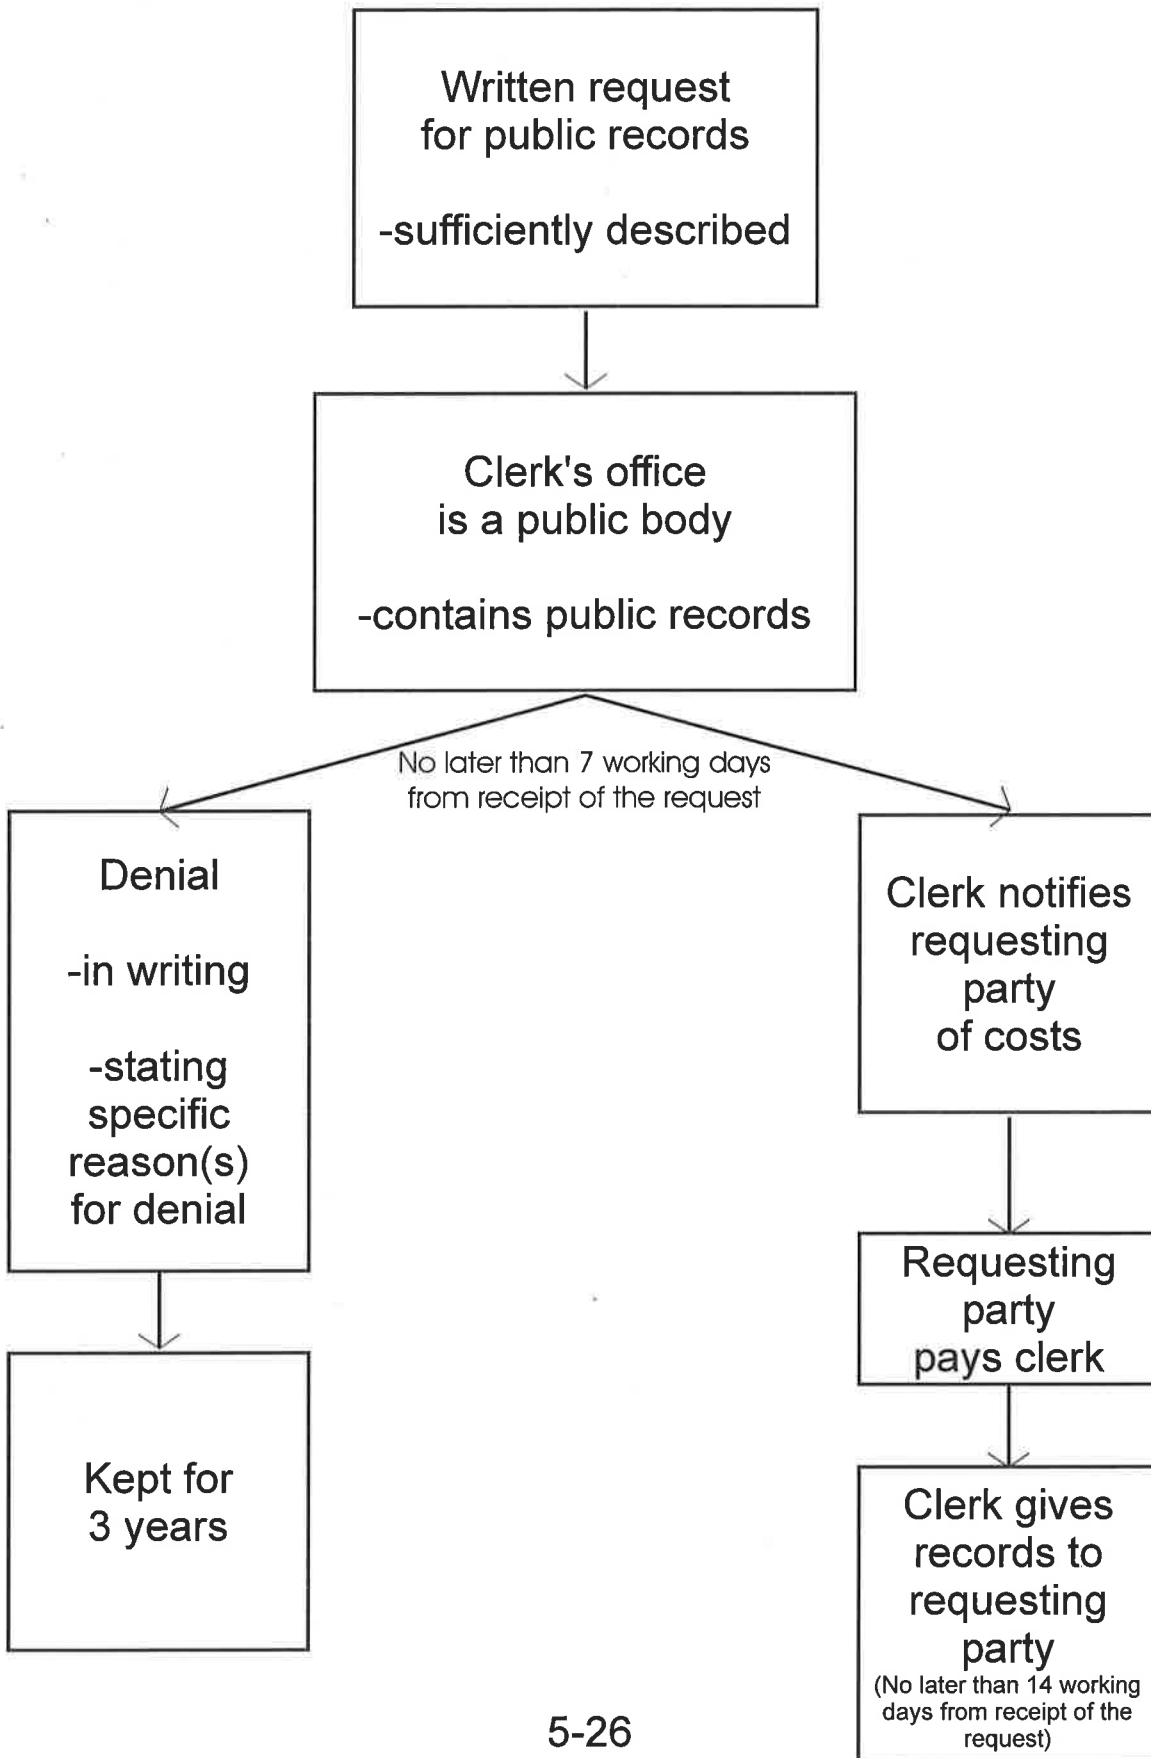 Written request
for public records
-sufficiently described
Clerk's office
is a public body
-contains public records
No later than 7 working days
from receipt of the request
Denial
-in writing
-stating
specific
reason(s)
for denial
Kept for
3 years
Clerk notifies
requesting
party
of costs
Requesting
party
pays clerk
Clerk gives
records to
requesting
party
(No later than 14 working
days from receipt of the
request)
5-26